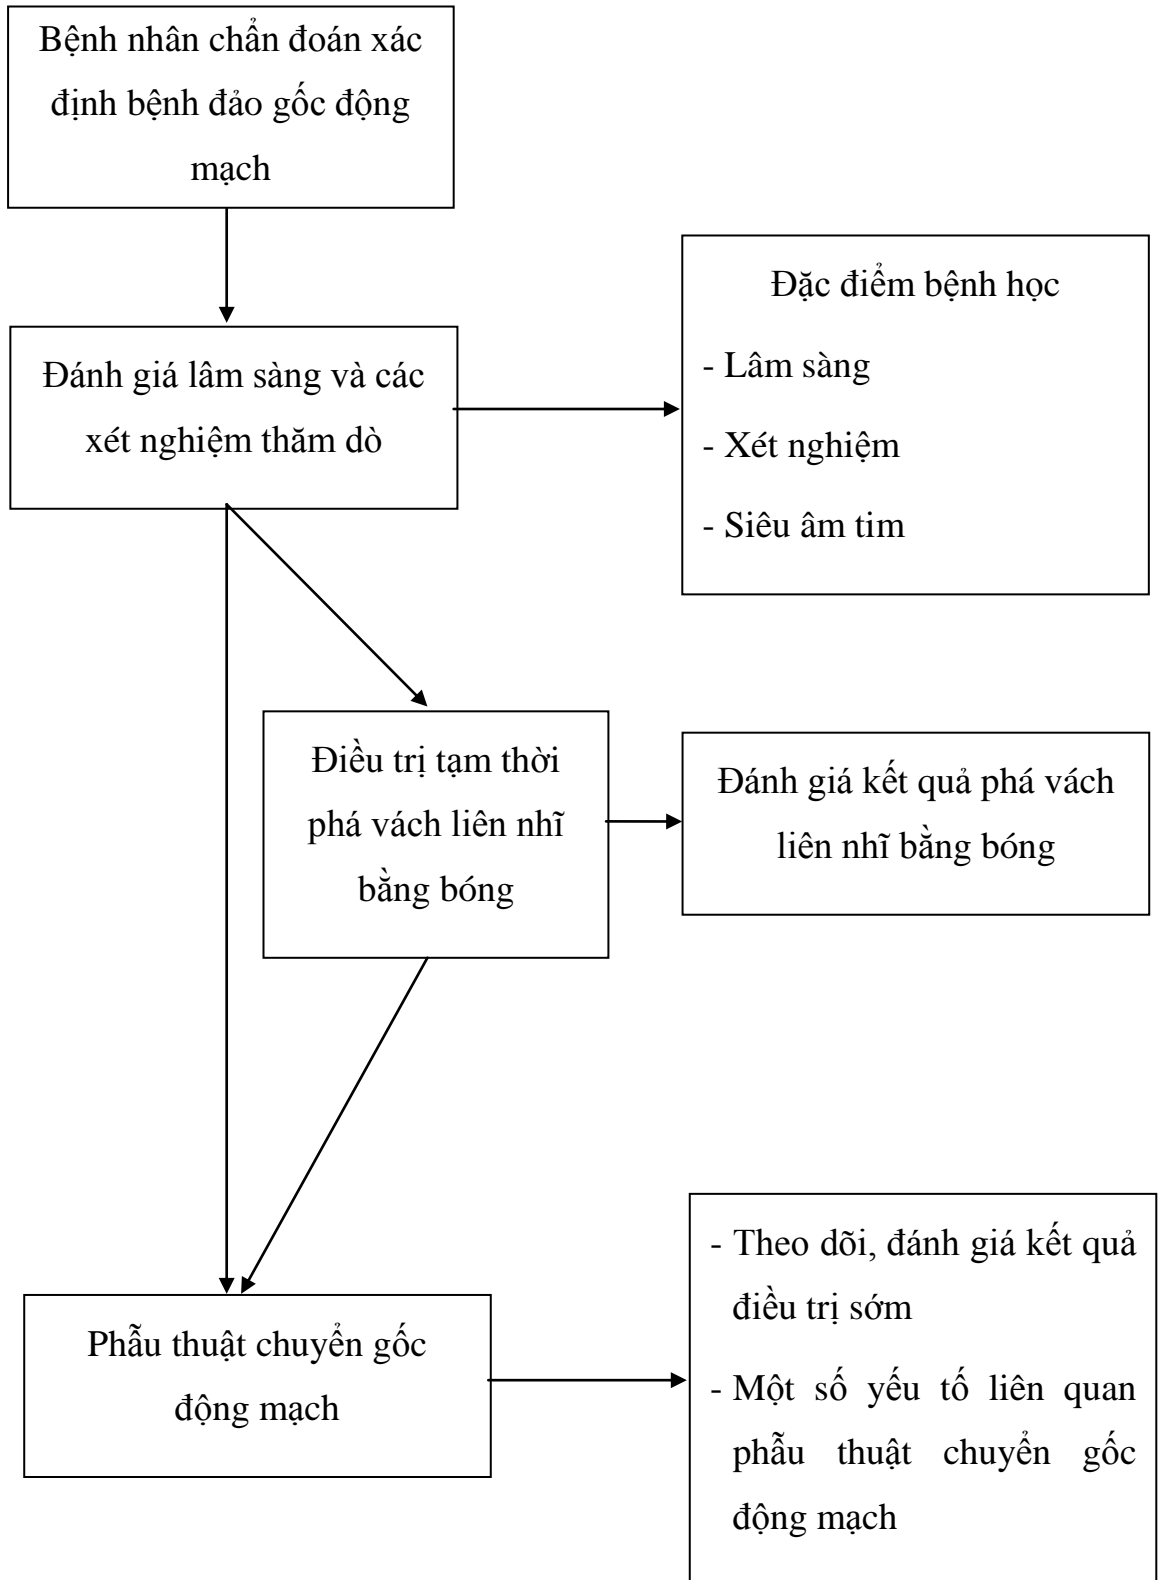 Bệnh nhân chẩn đoán xác
định bệnh đảo gốc động
mạch
Đặc điểm bệnh học
- Lâm sàng
- Xét nghiệm
- Siêu âm tim
Đánh giá lâm sàng và các
xét nghiệm thăm dò
Điều trị tạm thời
phá vách liên nhĩ
bằng bóng
Đánh giá kết quả phá vách
liên nhĩ bằng bóng
Phẫu thuật chuyển gốc
động mạch
- Theo dõi, đánh giá kết quả
điều trị sớm
- Một số yếu tố liên quan
phẫu thuật chuyển gốc
động mạch